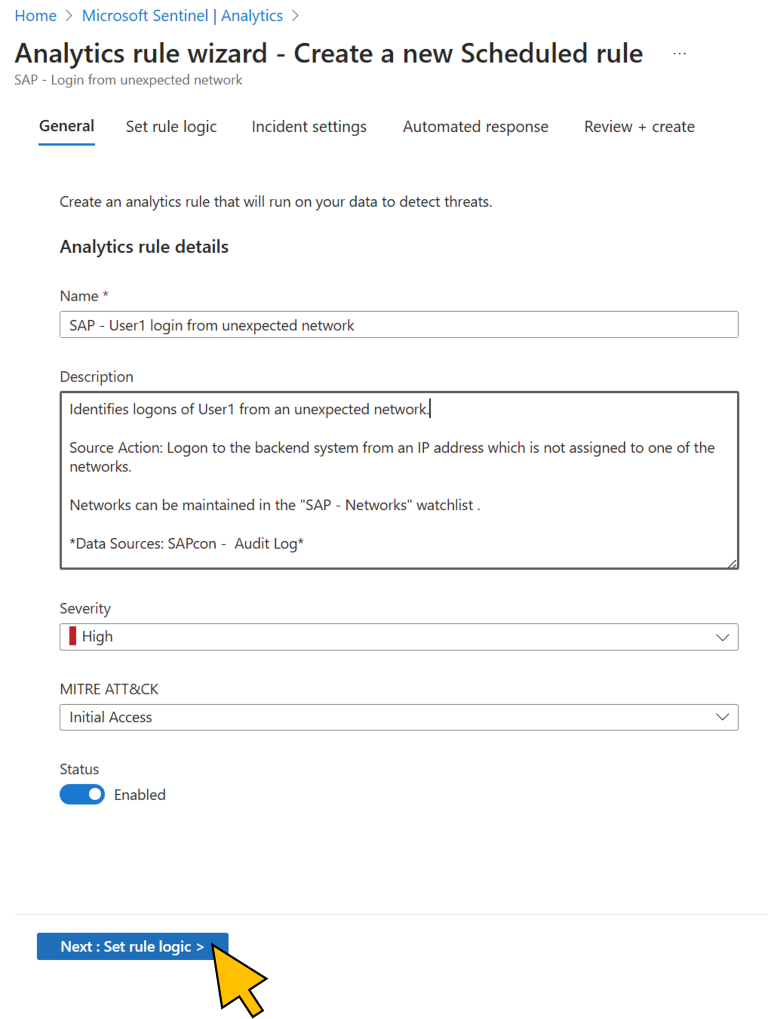 Home > Microsoft Sentinel | Analytics >
Analytics rule wizard - Create a new Scheduled rule ...
SAP - Login from unexpected network
General Set rule logic Incident settings Automated response Review + create
Create an analytics rule that will run on your data to detect threats.
Analytics rule details
Name *
SAP - User1 login from unexpected network
Description
Identifies logons of User1 from an unexpected network.
Source Action: Logon to the backend system from an IP address which is not assigned to one of the
networks.
Networks can be maintained in the "SAP - Networks" watchlist .
*Data Sources: SAPcon -  Audit Log*
Severity
High
MITRE ATT&CK
Initial Access
Status
Enabled
Next : Set rule logic >